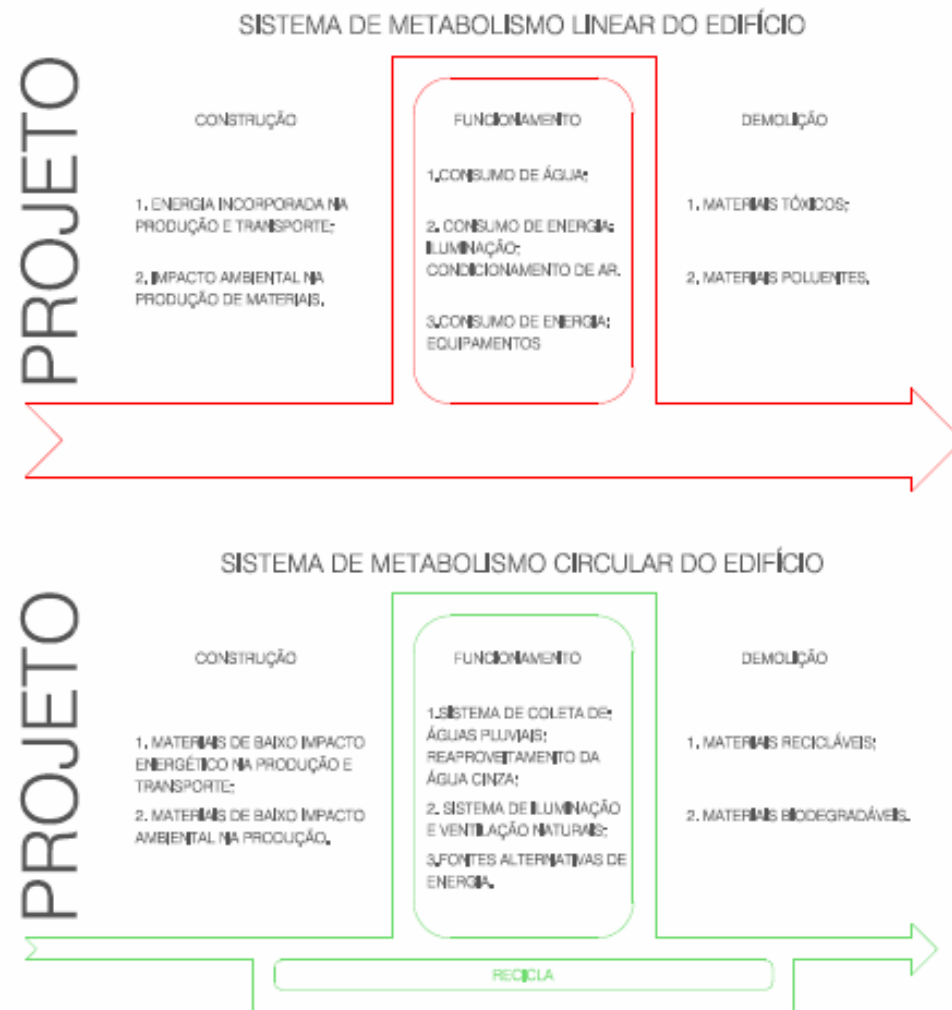 SISTEMA DE METABOLISMO LINEAR DO EDIFÍCIO
PROJETO
CONSTRUÇÃO
1. ENERGIA INCORPORADA NA
PRODUÇÃO E TRANSPORTE;
2. IMPACTO AMBIENTAL NA
PRODUÇÃO DE MATERIAIS.
FUNCIONAMENTO
1.CONSUMO DE ÁGUA;
2. CONSUMO DE ENERGIA:
ILUMINAÇÃO;
CONDICIONAMENTO DE AR.
3.CONSUMO DE ENERGIA:
EQUIPAMENTOS
DEMOLIÇÃO
1. MATERIAIS TÓXICOS;
2. MATERIAIS POLUENTES.
SISTEMA DE METABOLISMO CIRCULAR DO EDIFÍCIO
PROJETO
CONSTRUÇÃO
1. MATERIAIS DE BAIXO IMPACTO
ENERGÉTICO NA PRODUÇÃO E
TRANSPORTE;
2. MATERIAIS DE BAIXO IMPACTO
AMBIENTAL NA PRODUÇÃO.
FUNCIONAMENTO
1.SISTEMA DE COLETA DE;
ÁGUAS PLUVIAIS;
REAPROVEITAMENTO DA
ÁGUA CINZA;
2. SISTEMA DE ILUMINAÇÃO
E VENTILAÇÃO NATURAIS;
3.FONTES ALTERNATIVAS DE
ENERGIA.
DEMOLIÇÃO
1. MATERIAIS RECICLÁVEIS;
2. MATERIAIS BIODEGRADÁVEIS.
RECICLA